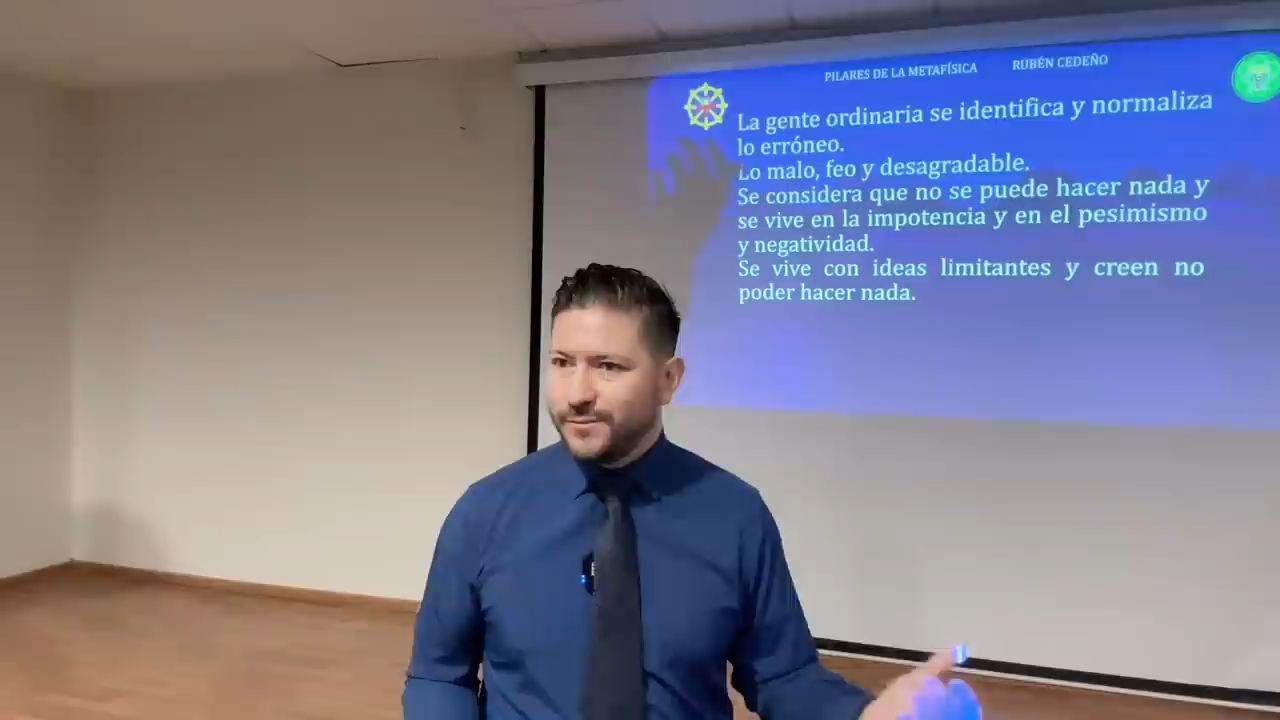 PILARES DE LA METAFÍSICA RUBÉN CEDEÑO
La gente ordinaria se identifica y normaliza
lo erróneo.
Lo malo, feo y desagradable.
Se considera que no se puede hacer nada y
se vive en la impotencia y en el pesimismo
y negatividad.
Se vive con ideas limitantes y creen no
poder hacer nada.